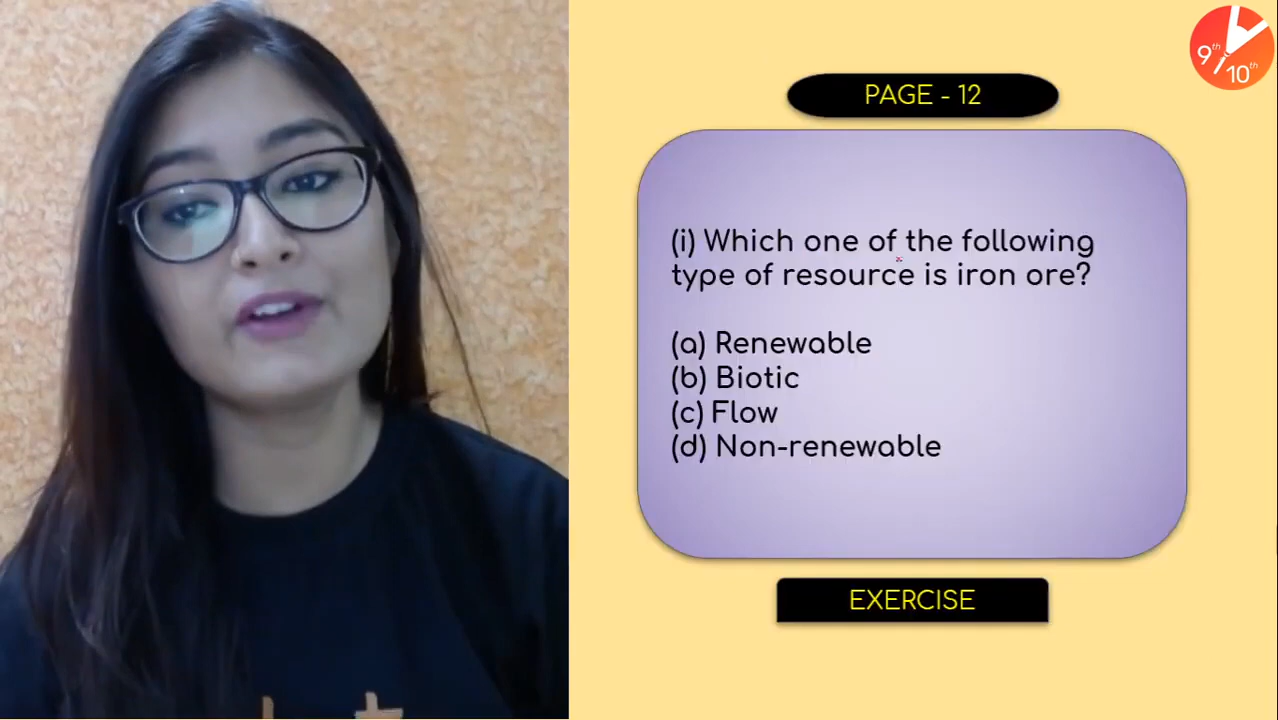 9th
10th
PAGE - 12
(i) Which one of the following
type of resource is iron ore?
(a) Renewable
(b) Biotic
(c) Flow
(d) Non-renewable
EXERCISE